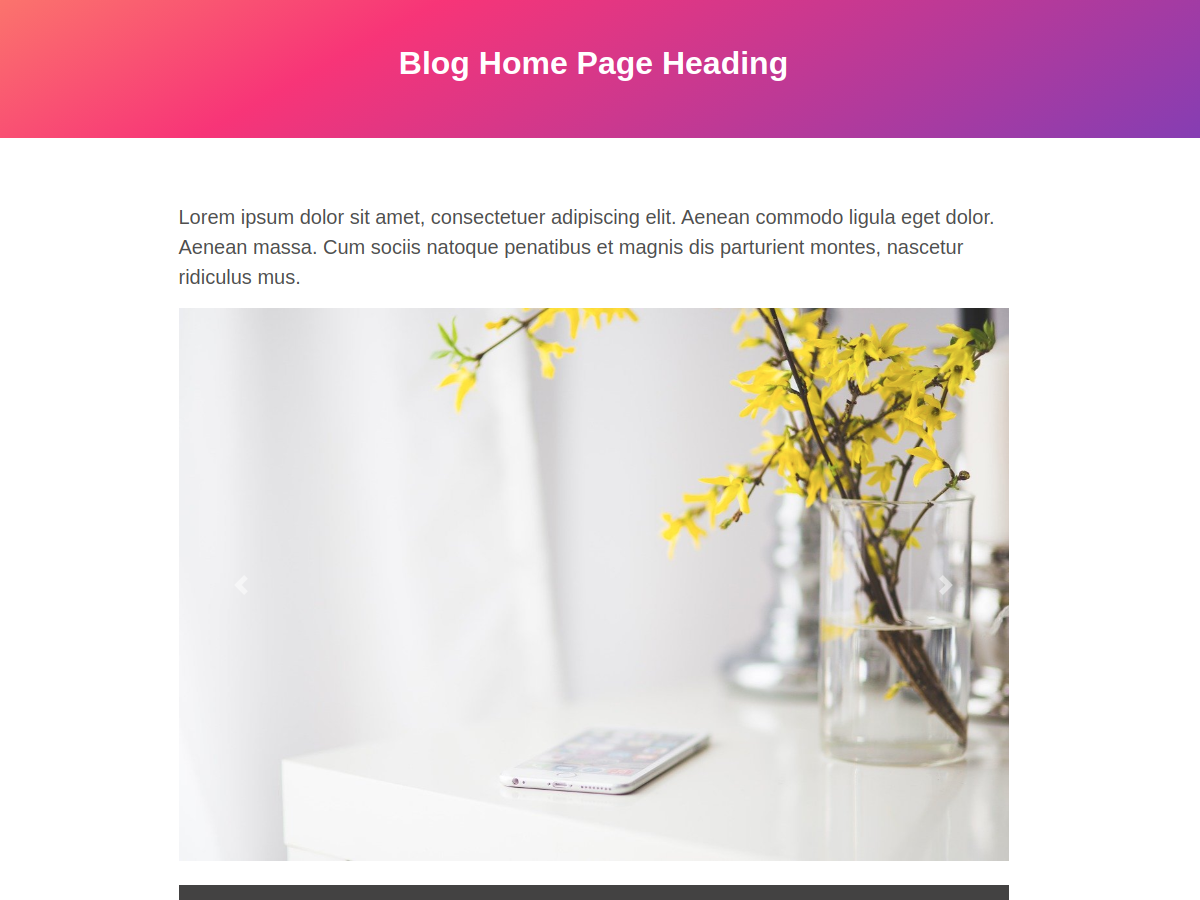 Blog Home Page Heading
Lorem ipsum dolor sit amet, consectetuer adipiscing elit. Aenean commodo ligula eget dolor.
Aenean massa. Cum sociis natoque penatibus et magnis dis parturient montes, nascetur
ridiculus mus.